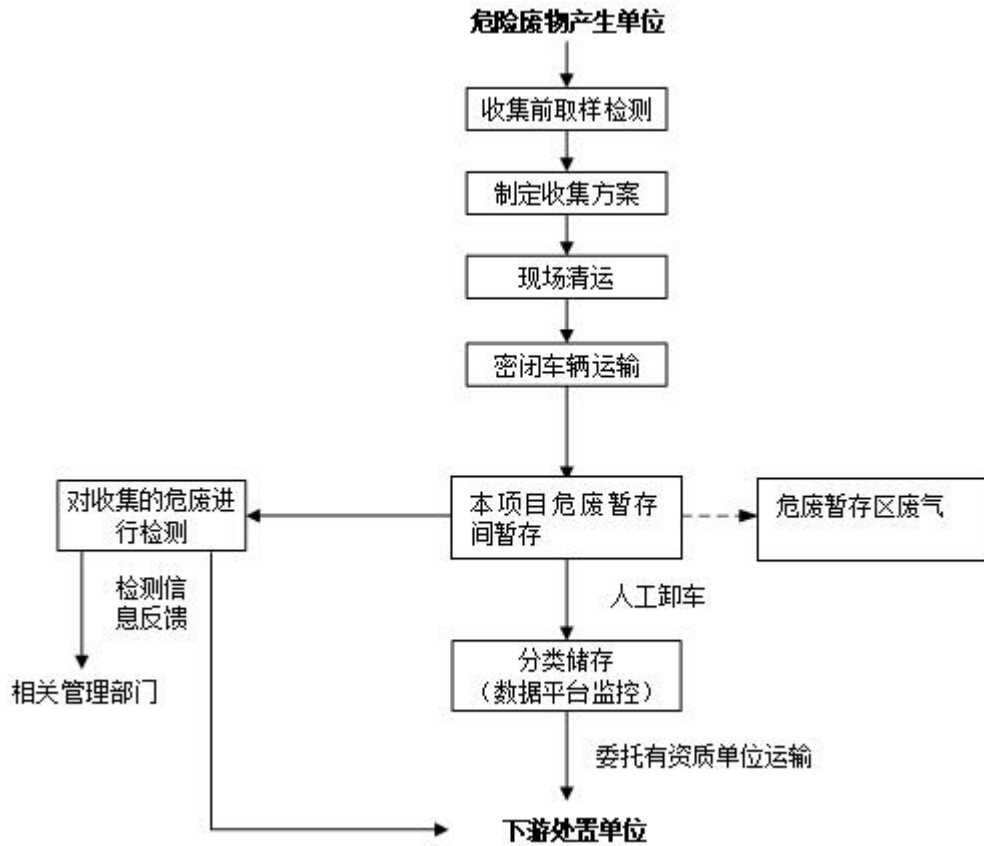 危险废物产生单位
收集前取样检测
制定收集方案
现场清运
密闭车辆运输
对收集的危废进
行检测
本项目危废暂存
间暂存
危废暂存区废气
检测信
息反馈
人工卸车
相关管理部门
分类储存
（数据平台监控）
委托有资质单位运输
下游处置单位